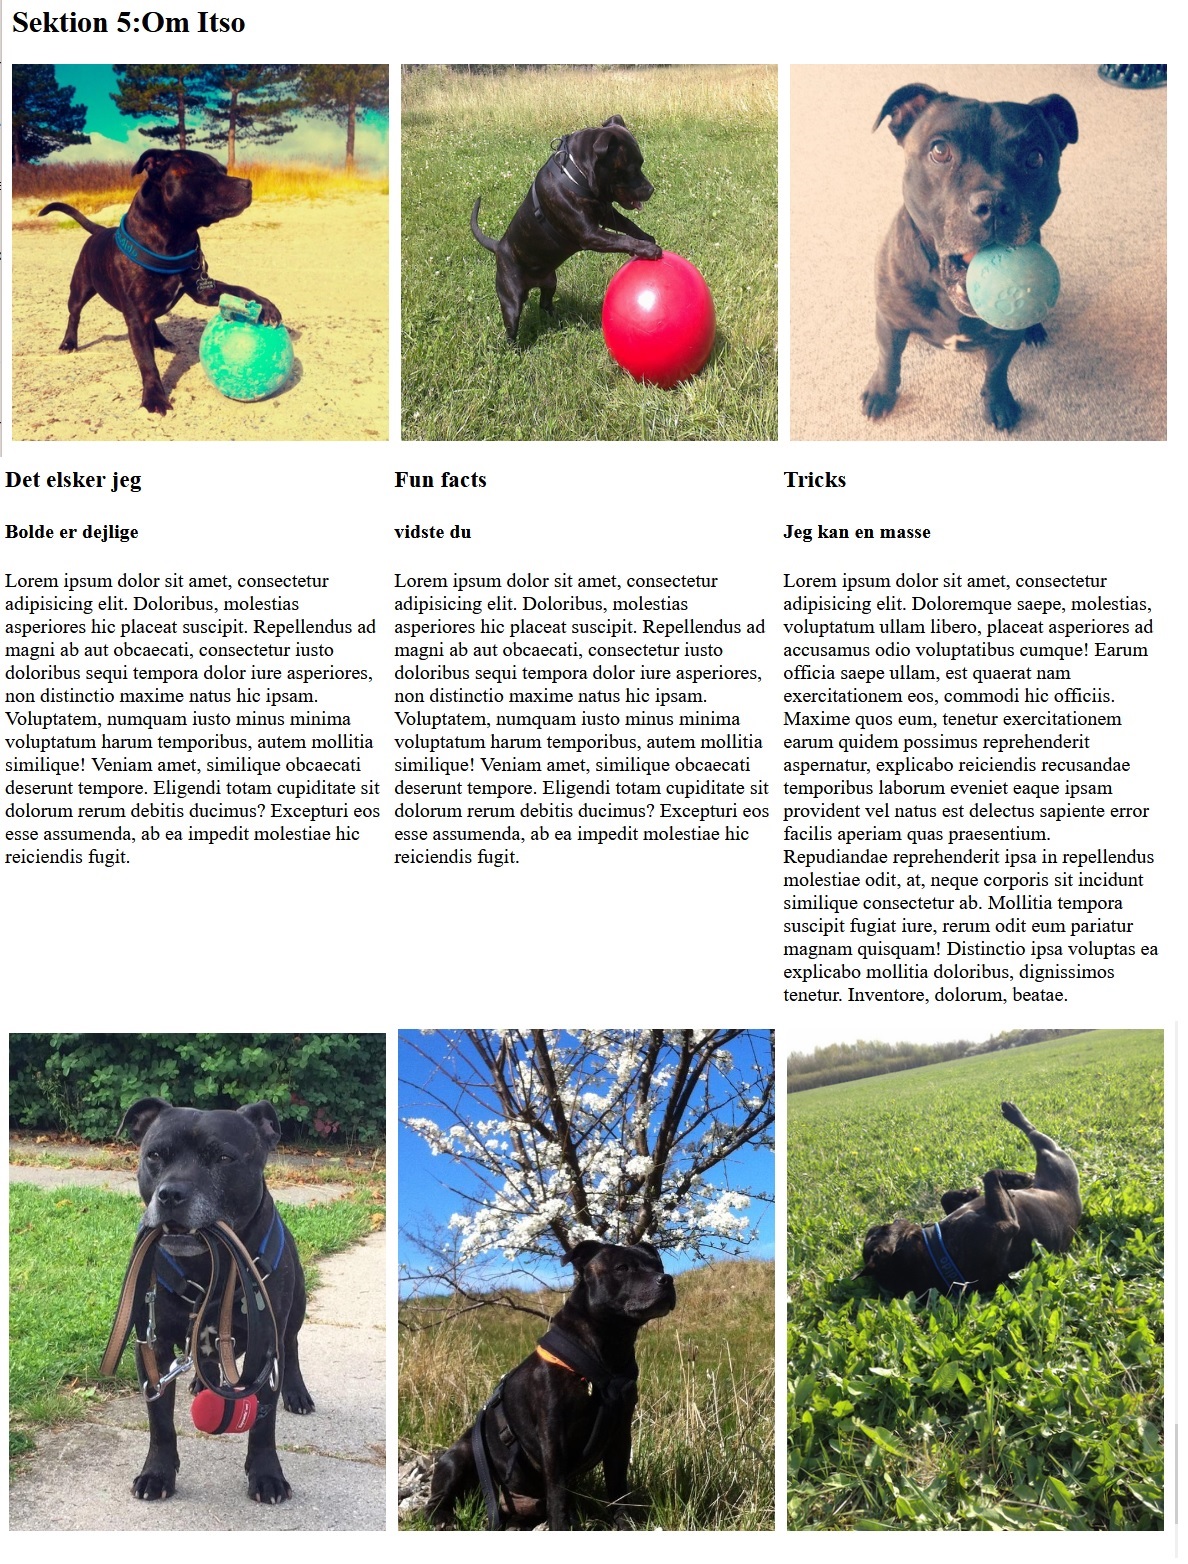 Sektion 5:Om Itso
Det elsker jeg
Bolde er dejlige
Lorem ipsum dolor sit amet, consectetur
adipisicing elit. Doloribus, molestias
asperiores hic placeat suscipit. Repellendus ad
magni ab aut obcaecati, consectetur iusto
doloribus sequi tempora dolor iure asperiores,
non distinctio maxime natus hic ipsam.
Voluptatem, numquam iusto minus minima
voluptatum harum temporibus, autem mollitia
similique! Veniam amet, similique obcaecati
deserunt tempore. Eligendi totam cupiditate sit
dolorum rerum debitis ducimus? Excepturi eos
esse assumenda, ab ea impedit molestiae hic
reiciendis fugit.
Fun facts
vidste du
Lorem ipsum dolor sit amet, consectetur
adipisicing elit. Doloribus, molestias
asperiores hic placeat suscipit. Repellendus ad
magni ab aut obcaecati, consectetur iusto
doloribus sequi tempora dolor iure asperiores,
non distinctio maxime natus hic ipsam.
Voluptatem, numquam iusto minus minima
voluptatum harum temporibus, autem mollitia
similique! Veniam amet, similique obcaecati
deserunt tempore. Eligendi totam cupiditate sit
dolorum rerum debitis ducimus? Excepturi eos
esse assumenda, ab ea impedit molestiae hic
reiciendis fugit.
Tricks
Jeg kan en masse
Lorem ipsum dolor sit amet, consectetur
adipisicing elit. Doloremque saepe, molestias,
voluptatum ullam libero, placeat asperiores ad
accusamus odio voluptatibus cumque! Earum
officia saepe ullam, est quaerat nam
exercitationem eos, commodi hic officiis.
Maxime quos eum, tenetur exercitationem
earum quidem possimus reprehenderit
aspernatur, explicabo reiciendis recusandae
temporibus laborum eveniet eaque ipsam
provident vel natus est delectus sapiente error
facilis aperiam quas praesentium.
Repudiandae reprehenderit ipsa in repellendus
molestiae odit, at, neque corporis sit incidunt
similique consectetur ab. Mollitia tempora
suscipit fugiat iure, rerum odit eum pariatur
magnam quisquam! Distinctio ipsa voluptas ea
explicabo mollitia doloribus, dignissimos
tenetur. Inventore, dolorum, beatae.